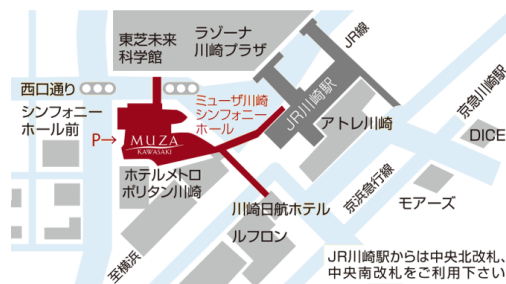 東芝未来
科学館
ラゾーナ
川崎プラザ
JR線
西口通り
シンフォニー
ホール前
P→
MUZA
KAWASAKI
ミューザ川崎
シンフォニー
ホール
JR川崎駅
アトレ川崎
京急川崎駅
DICE
ホテルメトロ
ポリタン川崎
川崎日航ホテル
ルフロン
京浜急行線
モアーズ
至横浜
JR川崎駅からは中央北改札、
中央南改札をご利用下さい